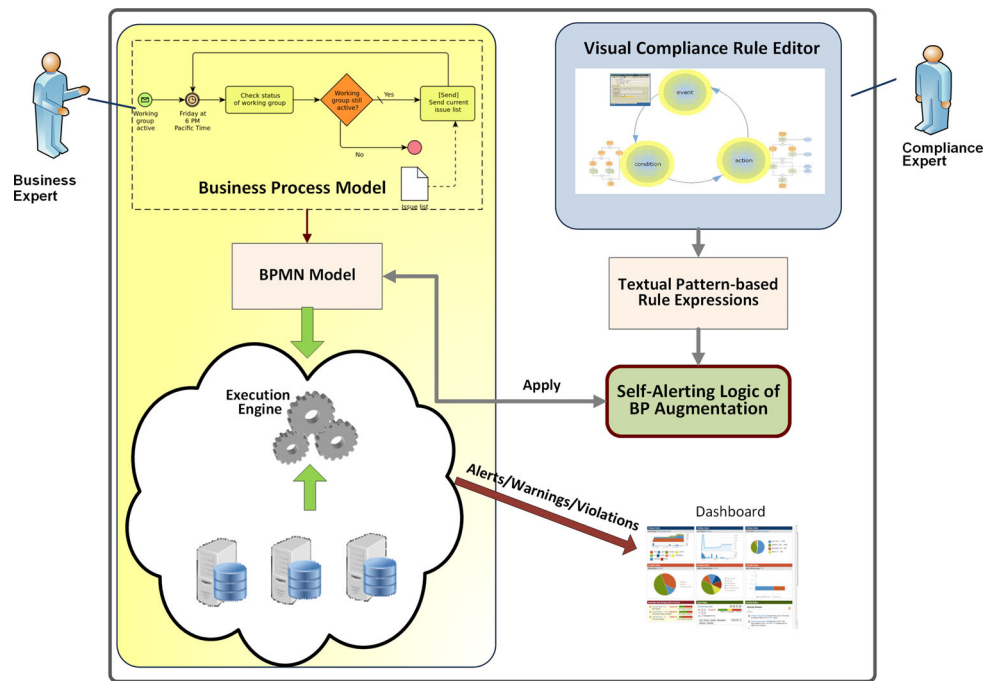 Business
Expert
Working
group
active
Friday at
6 PM
Pacific Time
Check status
of working group
Working
group still
active?
Yes
No
[Send]
Send current
issue list
Issue list
Business Process Model
BPMN Model
Execution
Engine
Visual Compliance Rule Editor
event
condition
action
Compliance
Expert
Textual Pattern-based
Rule Expressions
Apply
Self-Alerting Logic of
BP Augmentation
Alerts/Warnings/Violations
Dashboard